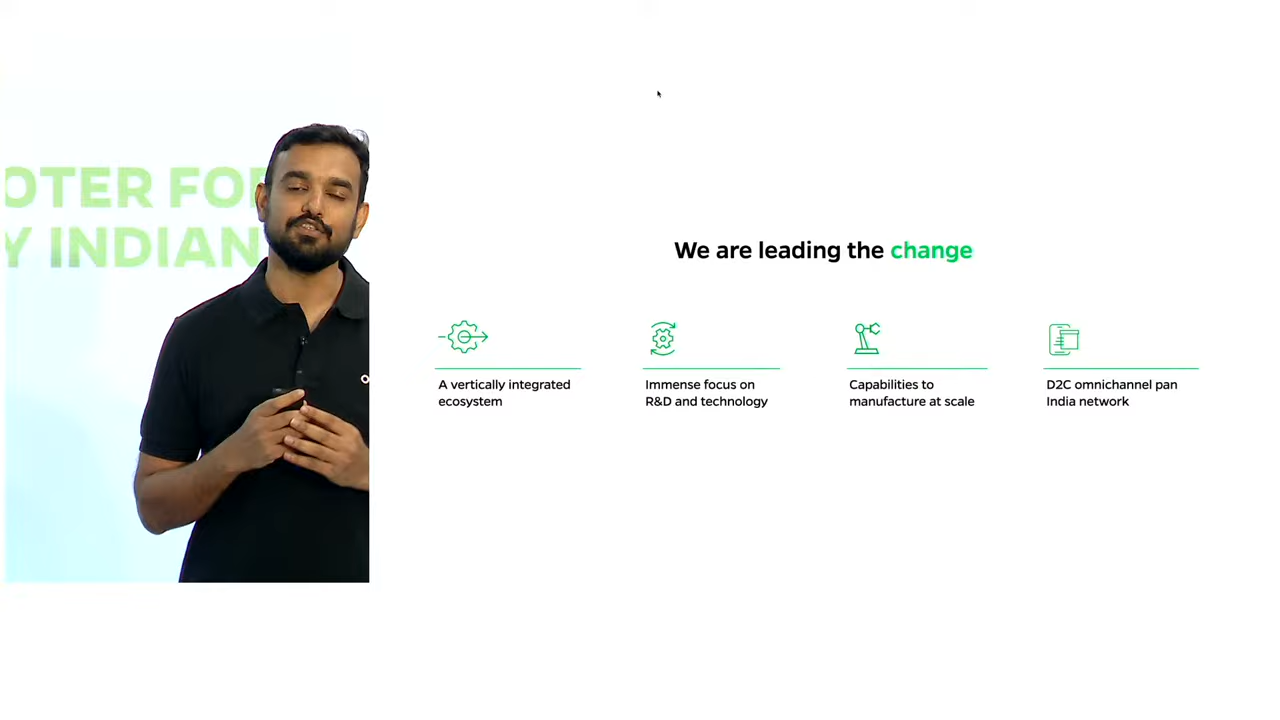 OTER FOR
Y INDIAN
We are leading the change
A vertically integrated
ecosystem
Immense focus on
R&D and technology
Capabilities to
manufacture at scale
D2C omnichannel pan
India network